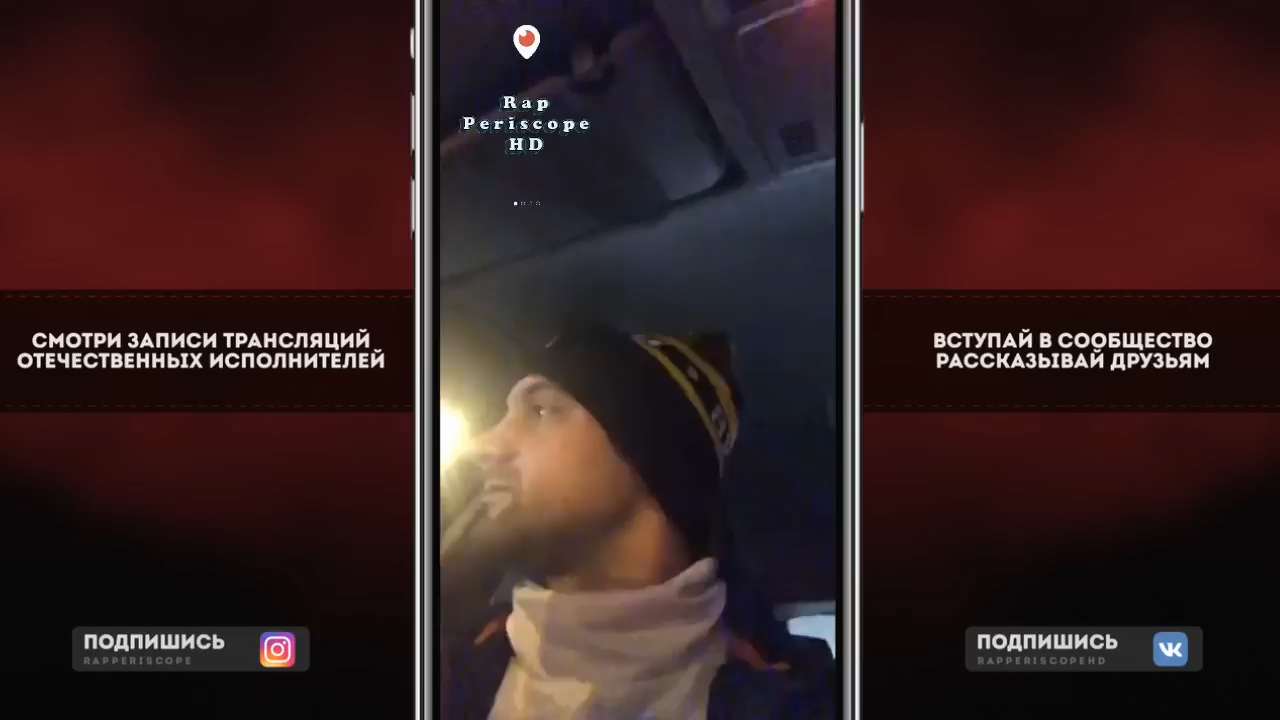 Rap
Periscope
HD
СМОТРИ ЗАПИСИ ТРАНСЛЯЦИЙ
ОТЕЧЕСТВЕННЫХ ИСПОЛНИТЕЛЕЙ
ВСТУПАЙ В СООБЩЕСТВО
РАССКАЗЫВАЙ ДРУЗЬЯМ
ПОДПИШИСЬ
RAPPERISCOPE
ПОДПИШИСЬ
RAPPERISCOPEHD